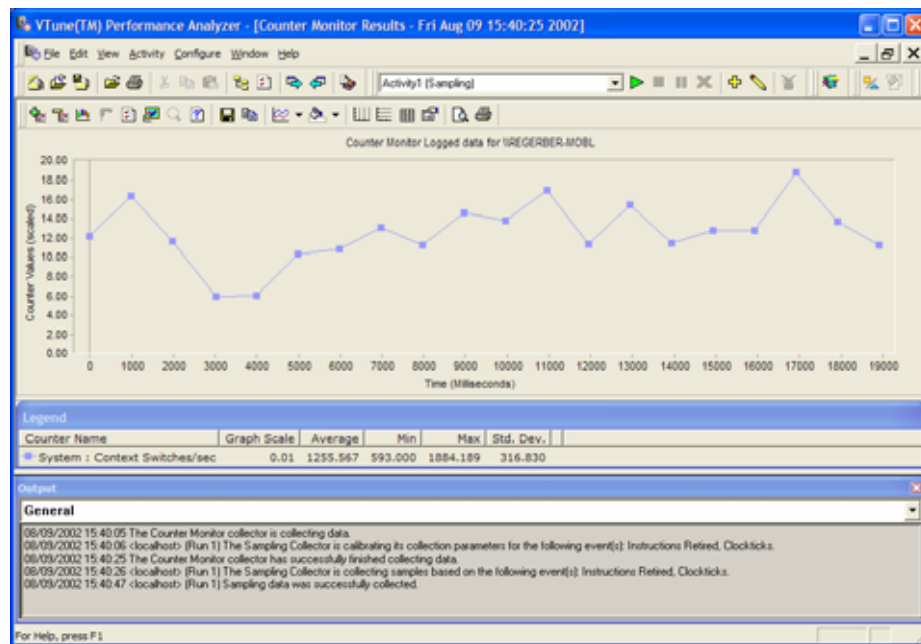 VTune(TM) Performance Analyzer - [Counter Monitor Results - Fri Aug 09 15:40:25 2002]
File Edit View Activity Configure Window Help
Activity1 (Sampling)
Counter Monitor Logged data for \\REGERBER-MOBL
Counter Values (scaled)
20.00
18.00
16.00
14.00
12.00
10.00
8.00
6.00
4.00
2.00
0.00
0 1000 2000 3000 4000 5000 6000 7000 8000 9000 10000 11000 12000 13000 14000 15000 16000 17000 18000 19000
Time (Milliseconds)
Legend
Counter Name Graph Scale Average Min Max Std. Dev.
System : Context Switches/sec 0.01 1255.567 593.000 1884.189 316.830
Output
General
08/09/2002 15:40:05 The Counter Monitor collector is collecting data.
08/09/2002 15:40:06 <localhost> (Run 1) The Sampling Collector is calibrating its collection parameters for the following event(s): Instructions Retired, Clockticks.
08/09/2002 15:40:25 The Counter Monitor collector has successfully finished collecting data.
08/09/2002 15:40:26 <localhost> (Run 1) The Sampling Collector is collecting samples based on the following event(s): Instructions Retired, Clockticks.
08/09/2002 15:40:47 <localhost> (Run 1) Sampling data was successfully collected.
For Help, press F1